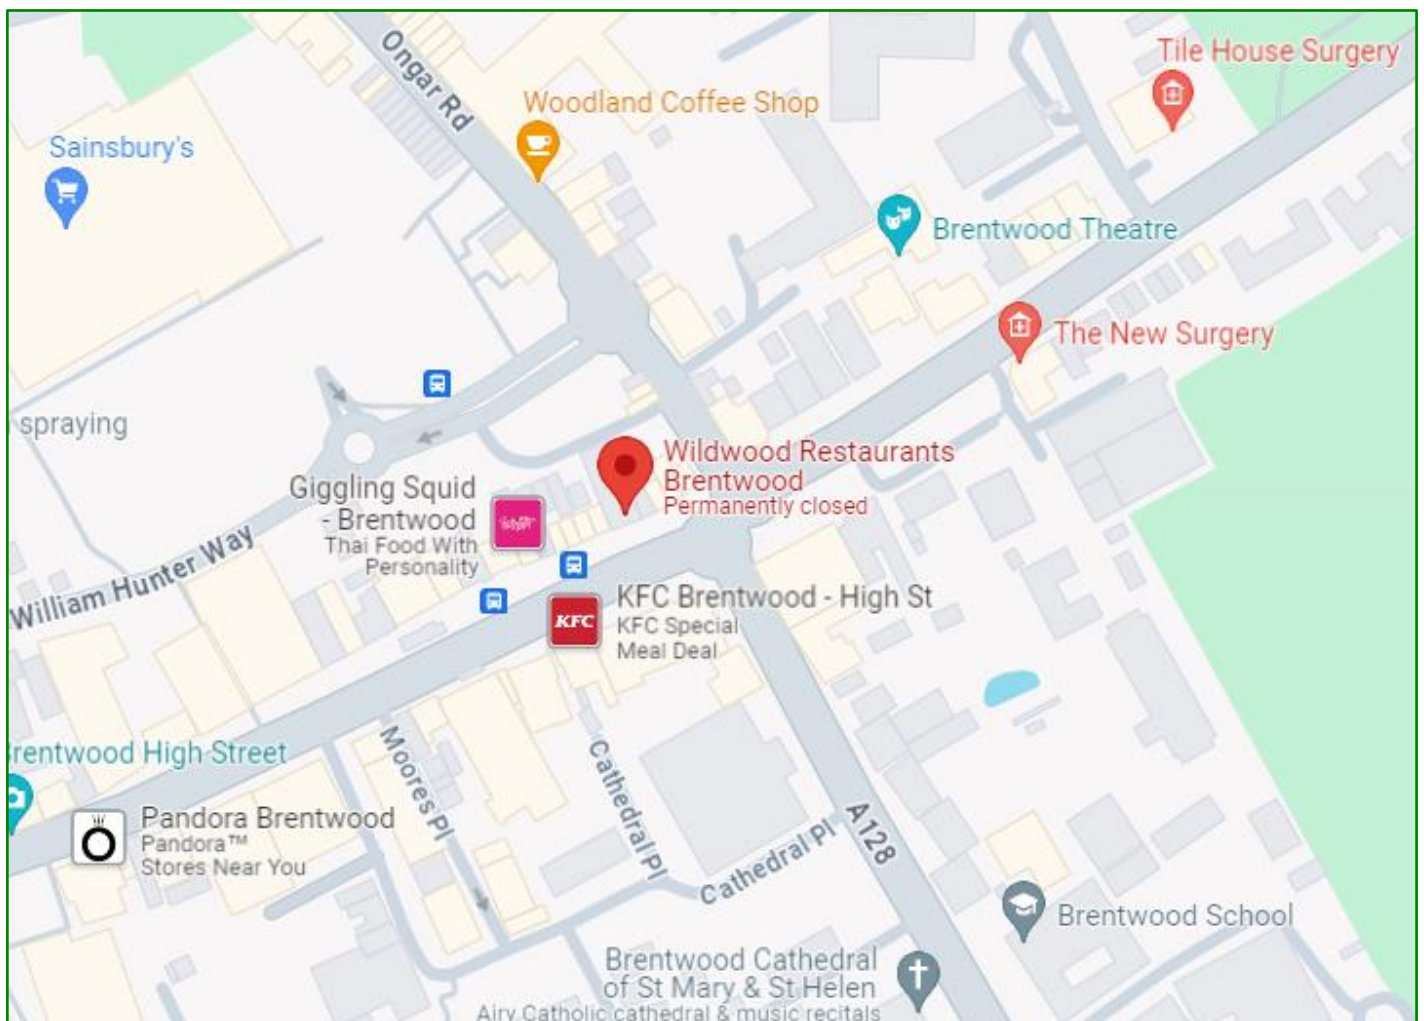 Ongar Rd
Tile House Surgery
Woodland Coffee Shop
Sainsbury's
Brentwood Theatre
The New Surgery
spraying
Wildwood Restaurants
Brentwood
Permanently closed
Giggling Squid
- Brentwood
Thai Food With
Personality
William Hunter Way
KFC
KFC Brentwood - High St
KFC Special
Meal Deal
Brentwood High Street
Moores Pl
Cathedral Pl
Pandora Brentwood
Pandora™
Stores Near You
A128
Cathedral Pl
Brentwood School
Brentwood Cathedral
of St Mary & St Helen
Airy Catholic cathedral & music recitals